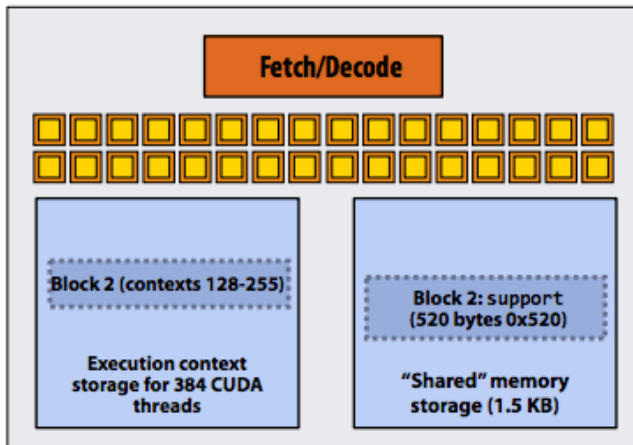 Fetch/Decode
Block 2 (contexts 128-255)
Execution context
storage for 384 CUDA
threads
Block 2: support
(520 bytes 0x520)
“Shared” memory
storage (1.5 KB)